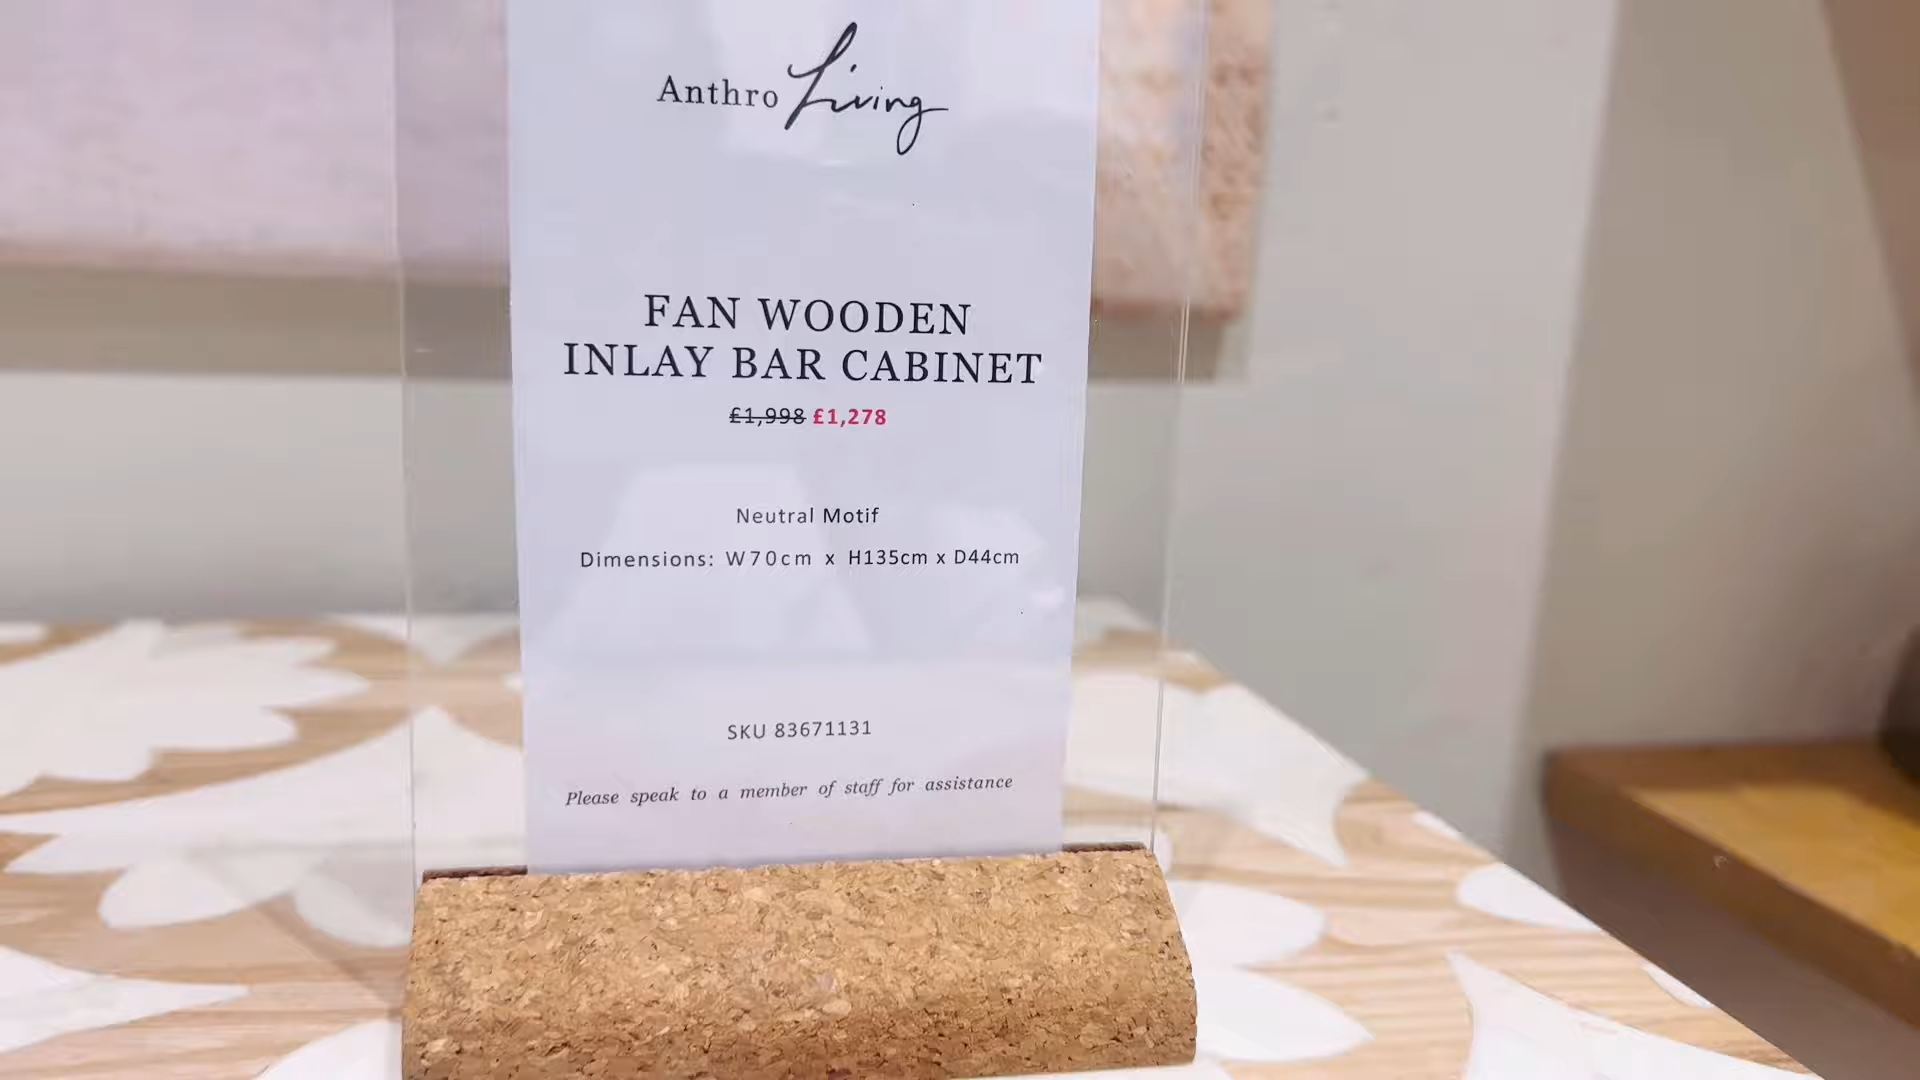 Anthro Living
FAN WOODEN
INLAY BAR CABINET
£1,998 £1,278
Neutral Motif
Dimensions: W70cm x H135cm x D44cm
SKU 83671131
Please speak to a member of staff for assistance